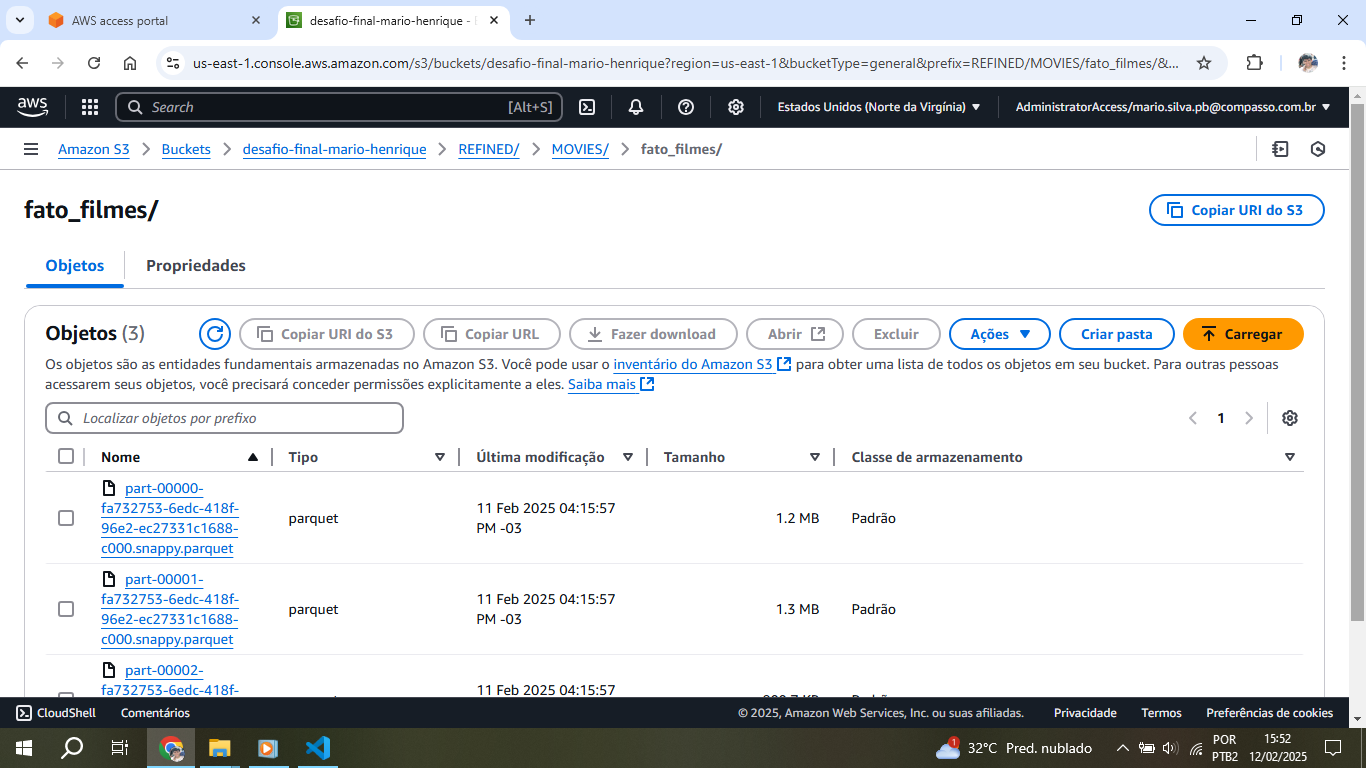 AWS access portal
desafio-final-mario-henrique -
us-east-1.console.aws.amazon.com/s3/buckets/desafio-final-mario-henrique?region=us-east-1&bucketType=general&prefix=REFINED/MOVIES/fato_filmes/&...
aws Search [Alt+S] Estados Unidos (Norte da Virgínia) AdministratorAccess/mario.silva.pb@compasso.com.br
Amazon S3 Buckets desafio-final-mario-henrique REFINED/ MOVIES/ fato_filmes/
fato_filmes/
Copiar URI do S3
Objetos Propriedades
Objetos (3) Copiar URI do S3 Copiar URL Fazer download Abrir Excluir Ações Criar pasta Carregar
Os objetos são as entidades fundamentais armazenadas no Amazon S3. Você pode usar o inventário do Amazon S3 para obter uma lista de todos os objetos em seu bucket. Para outras pessoas
acessarem seus objetos, você precisará conceder permissões explicitamente a eles. Saiba mais
Localizar objetos por prefixo 1
Nome Tipo Última modificação Tamanho Classe de armazenamento
part-00000-
fa732753-6edc-418f-
96e2-ec27331c1688-
c000.snappy.parquet
parquet
11 Feb 2025 04:15:57
PM -03
1.2 MB
Padrão
part-00001-
fa732753-6edc-418f-
96e2-ec27331c1688-
c000.snappy.parquet
parquet
11 Feb 2025 04:15:57
PM -03
1.3 MB
Padrão
part-00002-
fa732753-6edc-418f-
11 Feb 2025 04:15:57
CloudShell Comentários © 2025, Amazon Web Services, Inc. ou suas afiliadas. Privacidade Termos Preferências de cookies
1 32°C Pred. nublado
POR
PTB2
15:52
12/02/2025